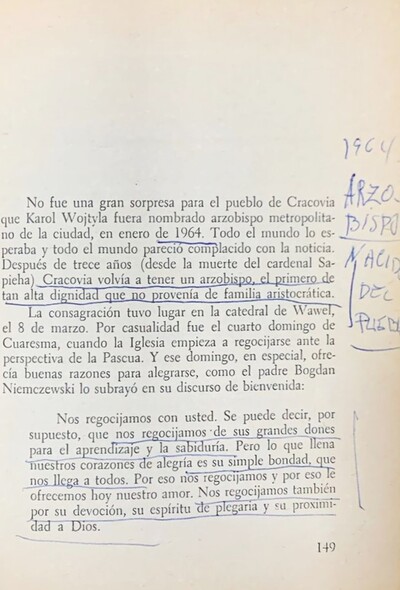 1964
ARZO-
BISPO
NACID
DEL
No fue una gran sorpresa para el pueblo de Cracovia
que Karol Wojtyla fuera nombrado arzobispo metropolita-
no de la ciudad, en enero de 1964. Todo el mundo lo es-
peraba y todo el mundo pareció complacido con la noticia.
Después de trece años (desde la muerte del cardenal Sa-
pieha) Cracovia volvía a tener un arzobispo, el primero de
tan alta dignidad que no provenía de familia aristocrática.
La consagración tuvo lugar en la catedral de Wawel,
el 8 de marzo. Por casualidad fue el cuarto domingo de
Cuaresma, cuando la Iglesia empieza a regocijarse ante la
perspectiva de la Pascua. Y ese domingo, en especial, ofre-
cía buenas razones para alegrarse, como el padre Bogdan
Niemczewski lo subrayó en su discurso de bienvenida:
Nos regocijamos con usted. Se puede decir, por
supuesto, que nos regocijamos de sus grandes dones
para el aprendizaje y la sabiduría. Pero lo que llena
nuestros corazones de alegría es su simple bondad, que
nos llega a todos. Por eso nos regocijamos y por eso le
ofrecemos hoy nuestro amor. Nos regocijamos también
por su devoción, su espíritu de plegaria y su proximi-
dad a Dios.
149